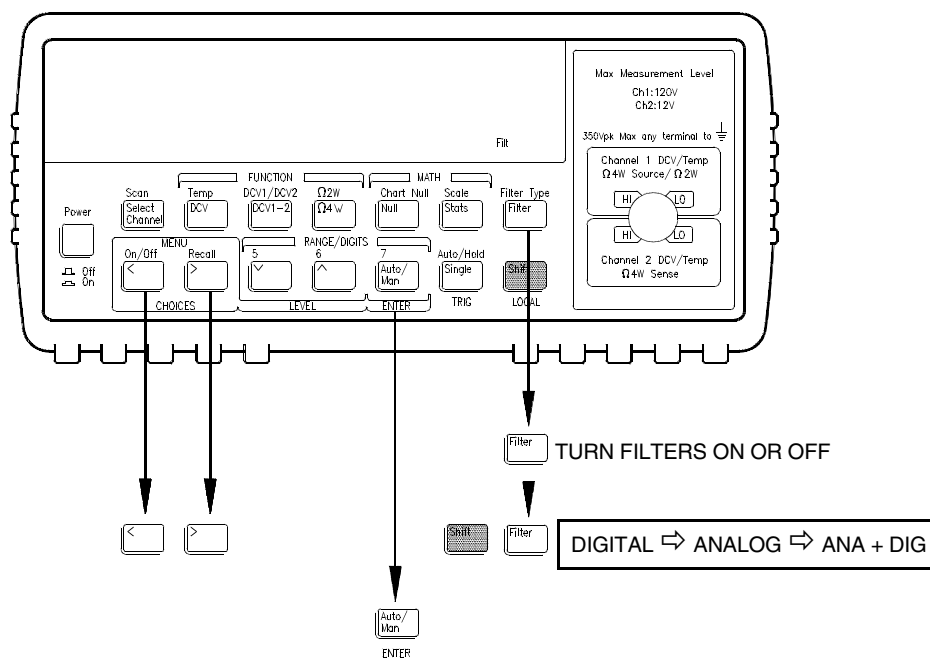 Max Measurement Level
Ch1:120V
Ch2:12V
350Vpk Max any terminal to
Filt
Channel 1 DCV/Temp
Ω4W Source/ Ω2W
HI LO
HI LO
Channel 2 DCV/Temp
Ω4W Sense
FUNCTION MATH
Scan Temp DCV1/DCV2 Ω2W Chart Null Scale Filter Type
Select Channel DCV DCV1-2 Ω4W Null Stats Filter
Power
Off
On
MENU RANGE/DIGITS
On/Off Recall 5 6 7 Auto/Hold
< > ˅ ^ Auto/ Man Single Shift
CHOICES LEVEL ENTER TRIG LOCAL
Filter TURN FILTERS ON OR OFF
< > Shift Filter DIGITAL ⇨ ANALOG ⇨ ANA + DIG
Auto/
Man
ENTER